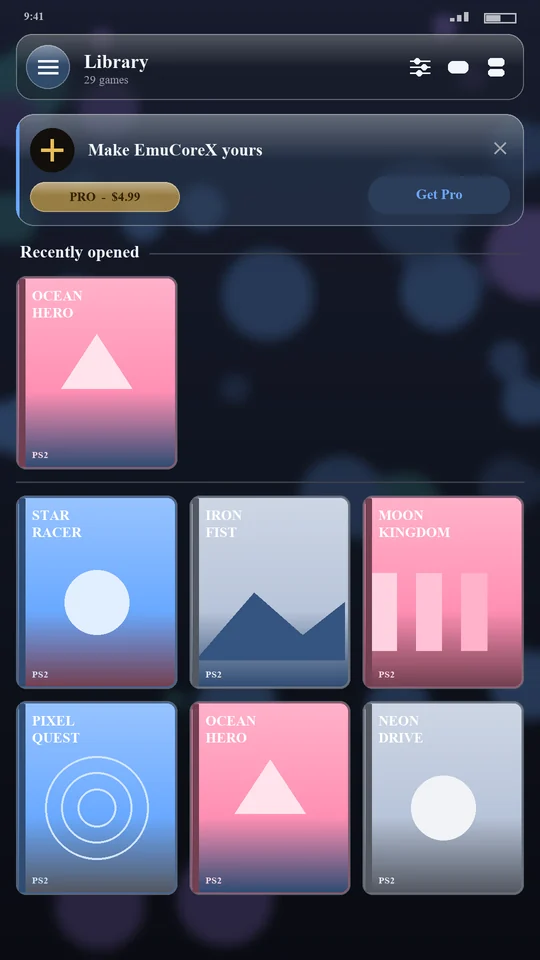 9:41
Library
29 games
Make EmuCoreX yours
PRO - $4.99
Get Pro
Recently opened
OCEAN
HERO
PS2
STAR
RACER
PS2
IRON
FIST
PS2
MOON
KINGDOM
PS2
PIXEL
QUEST
PS2
OCEAN
HERO
PS2
NEON
DRIVE
PS2